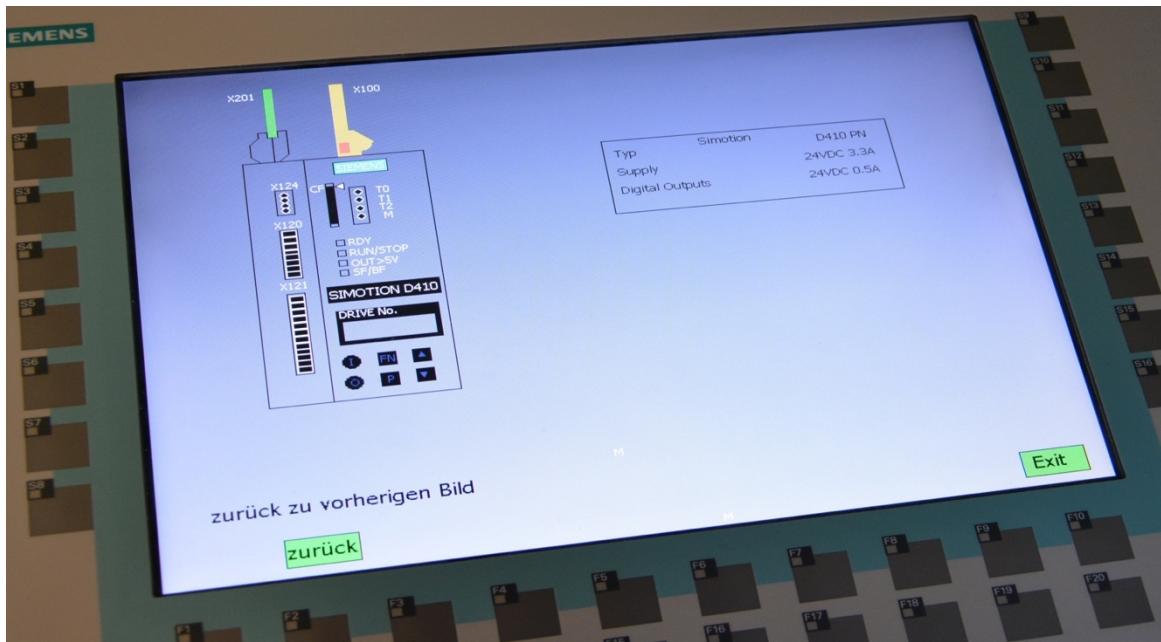 EMENS
S1
S2
S3
S4
S5
S6
S7
S8
X201
X100
SIEMENS
X124
CF
T0
T1
T2
M
X120
RDY
RUN/STOP
OUT>5V
SF/BF
X121
SIMOTION D410
DRIVE No.
I
FN
O
P
Typ Simotion D410 PN
Supply 24VDC 3.3A
Digital Outputs 24VDC 0.5A
M
zurück zu vorherigen Bild
M
zurück
Exit
S9
S10
S11
S12
S13
S14
S15
S16
F1
F2
F3
F4
F5
F6
F7
F8
F9
F10
F16
F17
F18
F19
F20